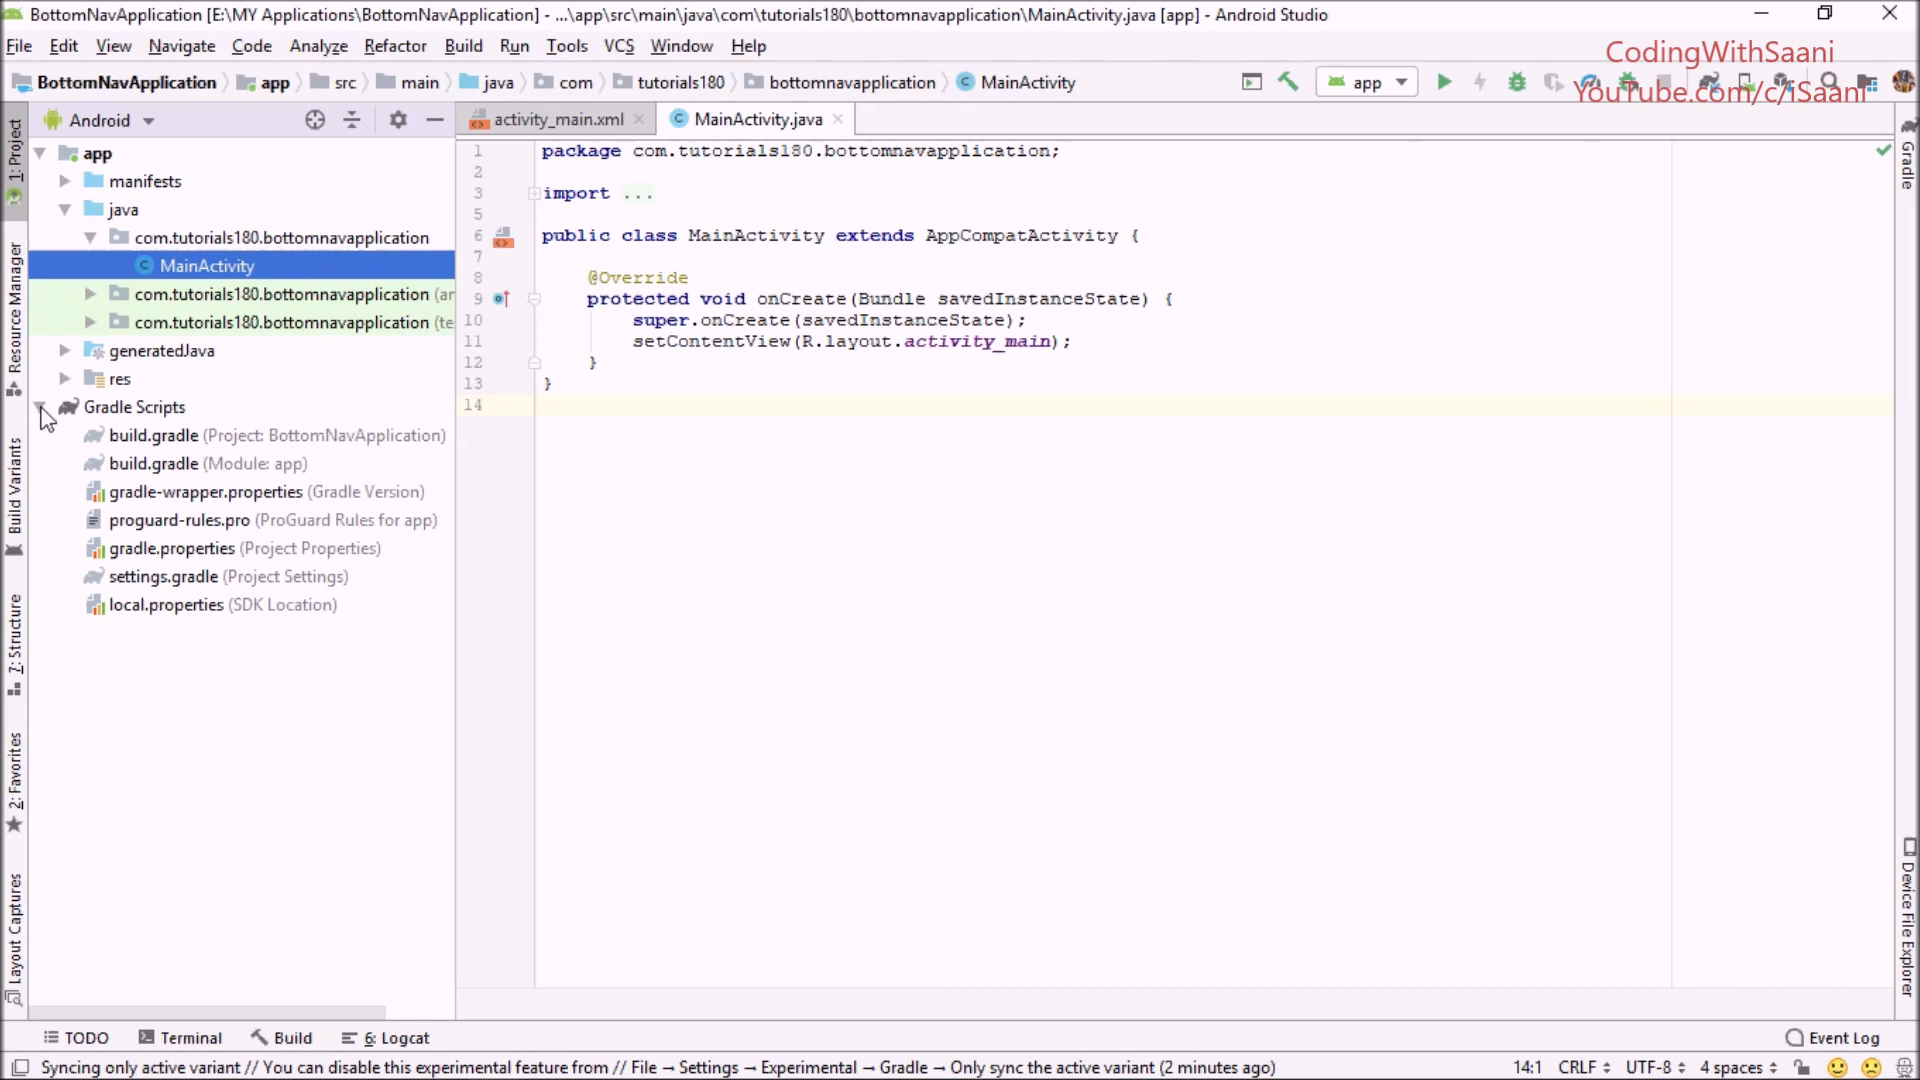 BottomNavApplication [E:\MY Applications\BottomNavApplication] - ...\app\src\main\java\com\tutorials180\bottomnavapplication\MainActivity.java [app] - Android Studio
File Edit View Navigate Code Analyze Refactor Build Run Tools VCS Window Help
CodingWithSaani
BottomNavApplication app src main java com tutorials180 bottomnavapplication MainActivity app
YouTube.com/c/iSaani
Android
activity_main.xml MainActivity.java
1: Project
Resource Manager
Build Variants
7: Structure
2: Favorites
Layout Captures
app
manifests
java
com.tutorials180.bottomnavapplication
MainActivity
com.tutorials180.bottomnavapplication (ar
com.tutorials180.bottomnavapplication (te
generatedJava
res
Gradle Scripts
build.gradle (Project: BottomNavApplication)
build.gradle (Module: app)
gradle-wrapper.properties (Gradle Version)
proguard-rules.pro (ProGuard Rules for app)
gradle.properties (Project Properties)
settings.gradle (Project Settings)
local.properties (SDK Location)
1 package com.tutorials180.bottomnavapplication;
2
3 import ...
5
6 public class MainActivity extends AppCompatActivity {
7
8 @Override
9 protected void onCreate(Bundle savedInstanceState) {
10 super.onCreate(savedInstanceState);
11 setContentView(R.layout.activity_main);
12 }
13 }
14
Gradle
Device File Explorer
TODO Terminal Build 6: Logcat Event Log
Syncing only active variant // You can disable this experimental feature from // File → Settings → Experimental → Gradle → Only sync the active variant (2 minutes ago) 14:1 CRLF UTF-8 4 spaces